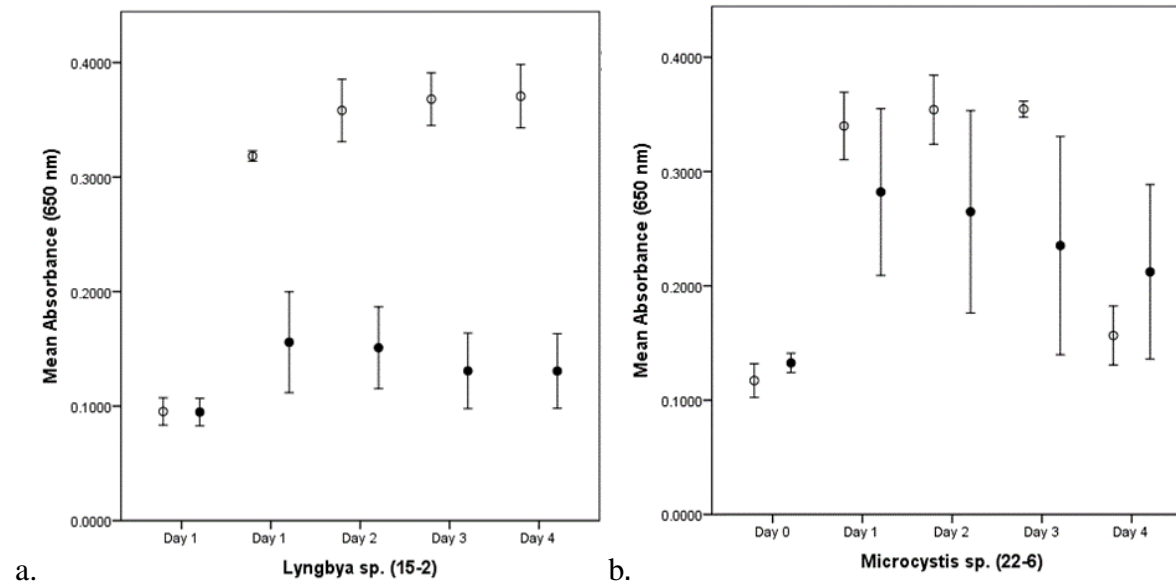 Mean Absorbance (650 nm)
0.4000
0.3000
0.2000
0.1000
0.0000
Day 1
Day 1
Day 2
Day 3
Day 4
Lyngbya sp. (15-2)
a.
Mean Absorbance (650 nm)
0.4000
0.3000
0.2000
0.1000
0.0000
Day 0
Day 1
Day 2
Day 3
Day 4
Microcystis sp. (22-6)
b.